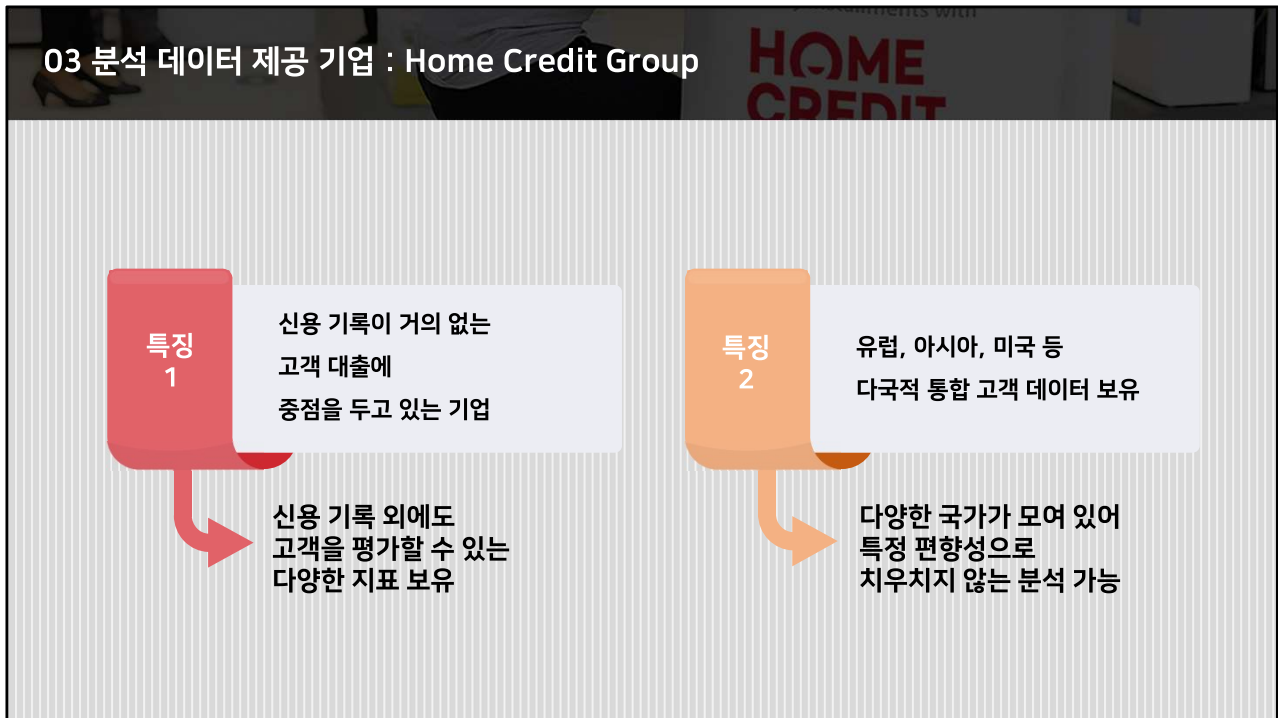 installments with
03 분석 데이터 제공 기업 : Home Credit Group
HOME
CREDIT
특징
1
신용 기록이 거의 없는
고객 대출에
중점을 두고 있는 기업
신용 기록 외에도
고객을 평가할 수 있는
다양한 지표 보유
특징
2
유럽, 아시아, 미국 등
다국적 통합 고객 데이터 보유
다양한 국가가 모여 있어
특정 편향성으로
치우치지 않는 분석 가능